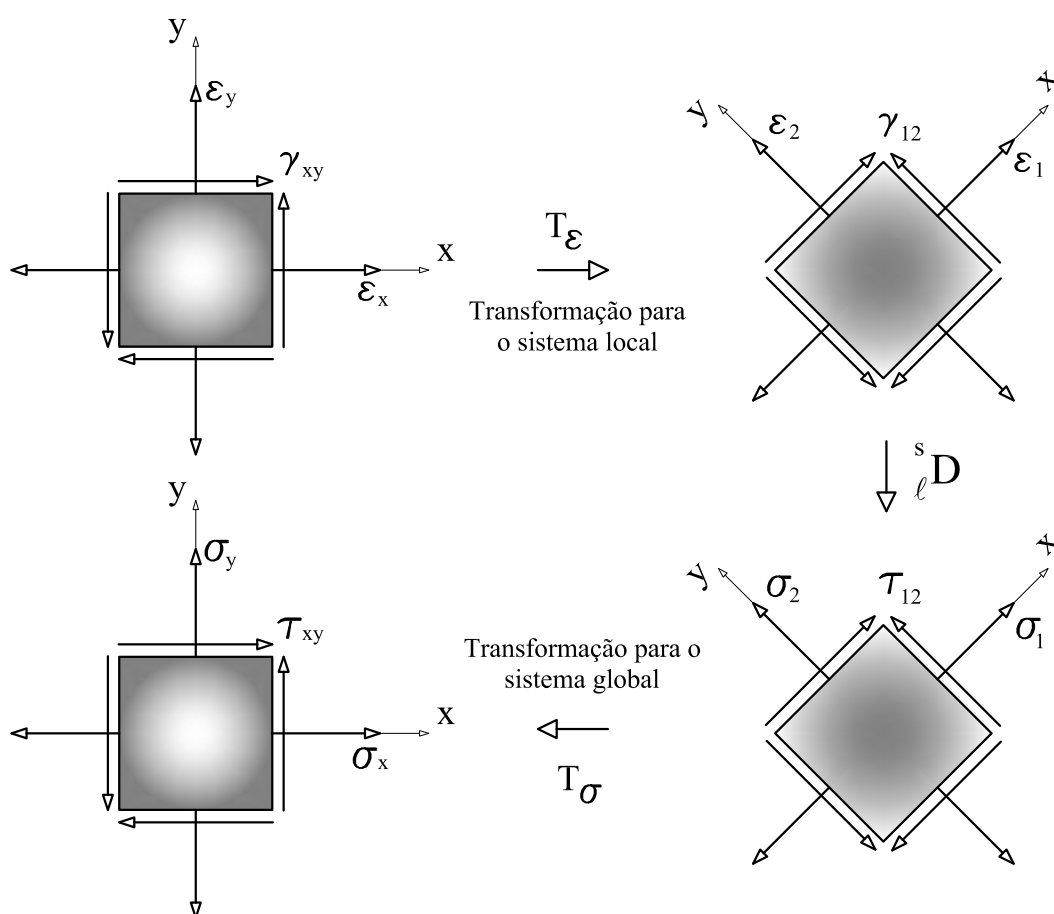 y
εy
γxy
x
εx
Tε
Transformação para
o sistema local
y
ε2
γ12
x
ε1
s
ℓD
y
σy
τxy
x
σx
Transformação para o
sistema global
Tσ
y
σ2
τ12
x
σ1